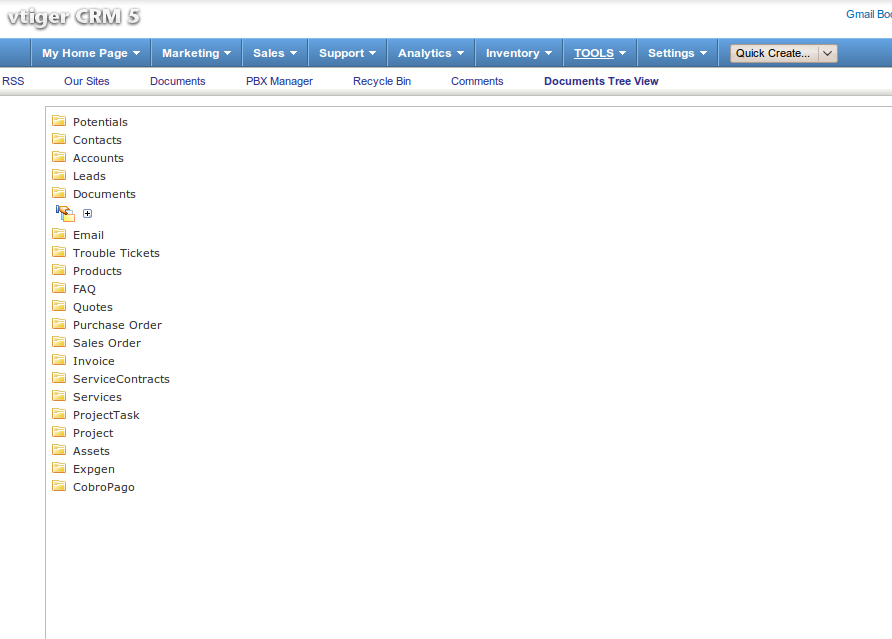 vtiger CRM 5
Gmail Boo
My Home Page Marketing Sales Support Analytics Inventory TOOLS Settings Quick Create...
RSS Our Sites Documents PBX Manager Recycle Bin Comments Documents Tree View
Potentials
Contacts
Accounts
Leads
Documents
Email
Trouble Tickets
Products
FAQ
Quotes
Purchase Order
Sales Order
Invoice
ServiceContracts
Services
ProjectTask
Project
Assets
Expgen
CobroPago